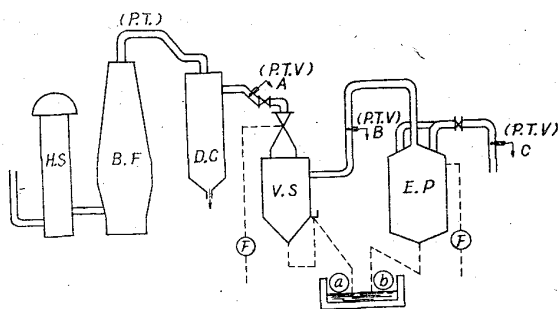 (P.T.)
(P.T.V)
A
(P.T.V)
B
(P.T.V)
C
H.S
B.F
D.C
V.S
E.P
F
F
a
b